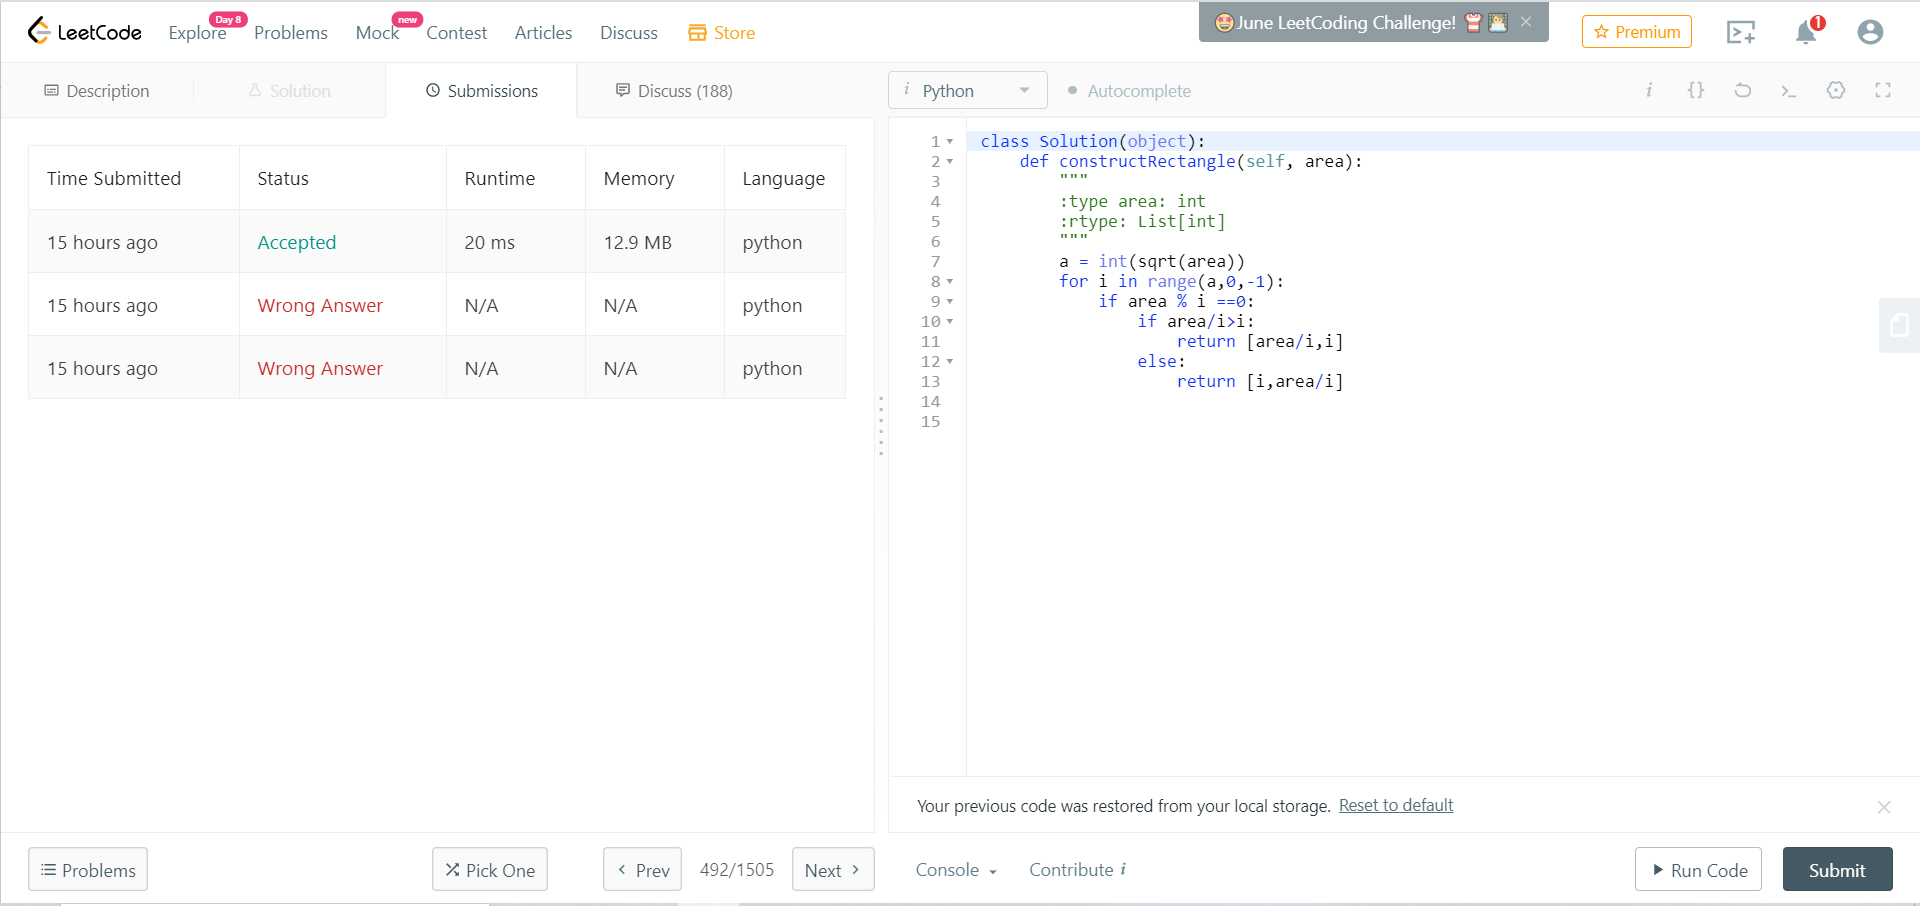 LeetCode
Explore Day 8 Problems Mock new Contest Articles Discuss Store
June LeetCoding Challenge!
Premium
1
Description Solution Submissions Discuss (188)
Time Submitted Status Runtime Memory Language
15 hours ago Accepted 20 ms 12.9 MB python
15 hours ago Wrong Answer N/A N/A python
15 hours ago Wrong Answer N/A N/A python
i Python Autocomplete
i {} >_
1 class Solution(object):
2 def constructRectangle(self, area):
3 """
4 :type area: int
5 :rtype: List[int]
6 """
7 a = int(sqrt(area))
8 for i in range(a,0,-1):
9 if area % i ==0:
10 if area/i>i:
11 return [area/i,i]
12 else:
13 return [i,area/i]
14
15
Your previous code was restored from your local storage. Reset to default
Problems Pick One Prev 492/1505 Next
Console Contribute i Run Code Submit